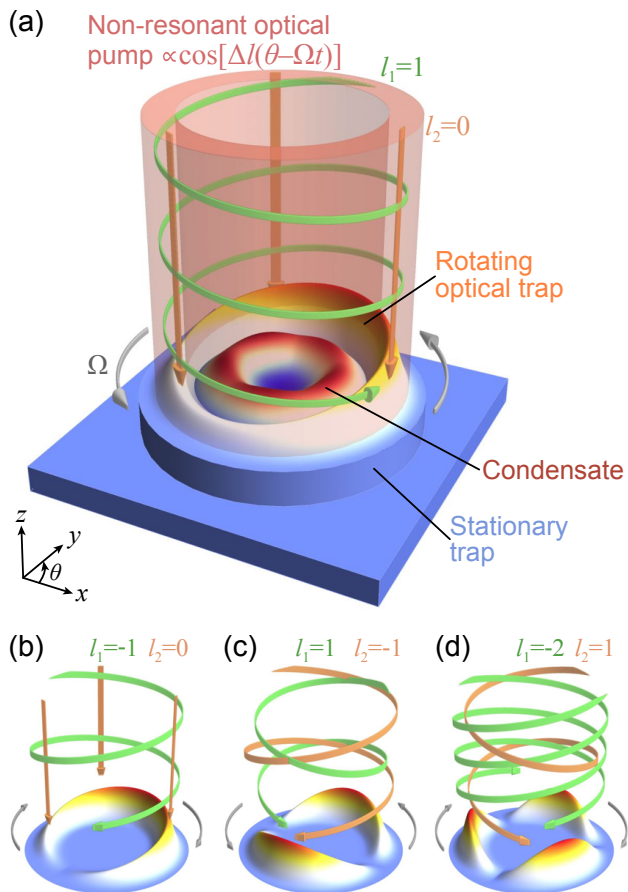 (a)
Non-resonant optical
pump ∝cos[Δl(θ–Ωt)]
l₁=1
l₂=0
Rotating
optical trap
Ω
Condensate
Stationary
trap
z
y
θ
x
(b)
l₁=-1 l₂=0
(c)
l₁=1 l₂=-1
(d)
l₁=-2 l₂=1